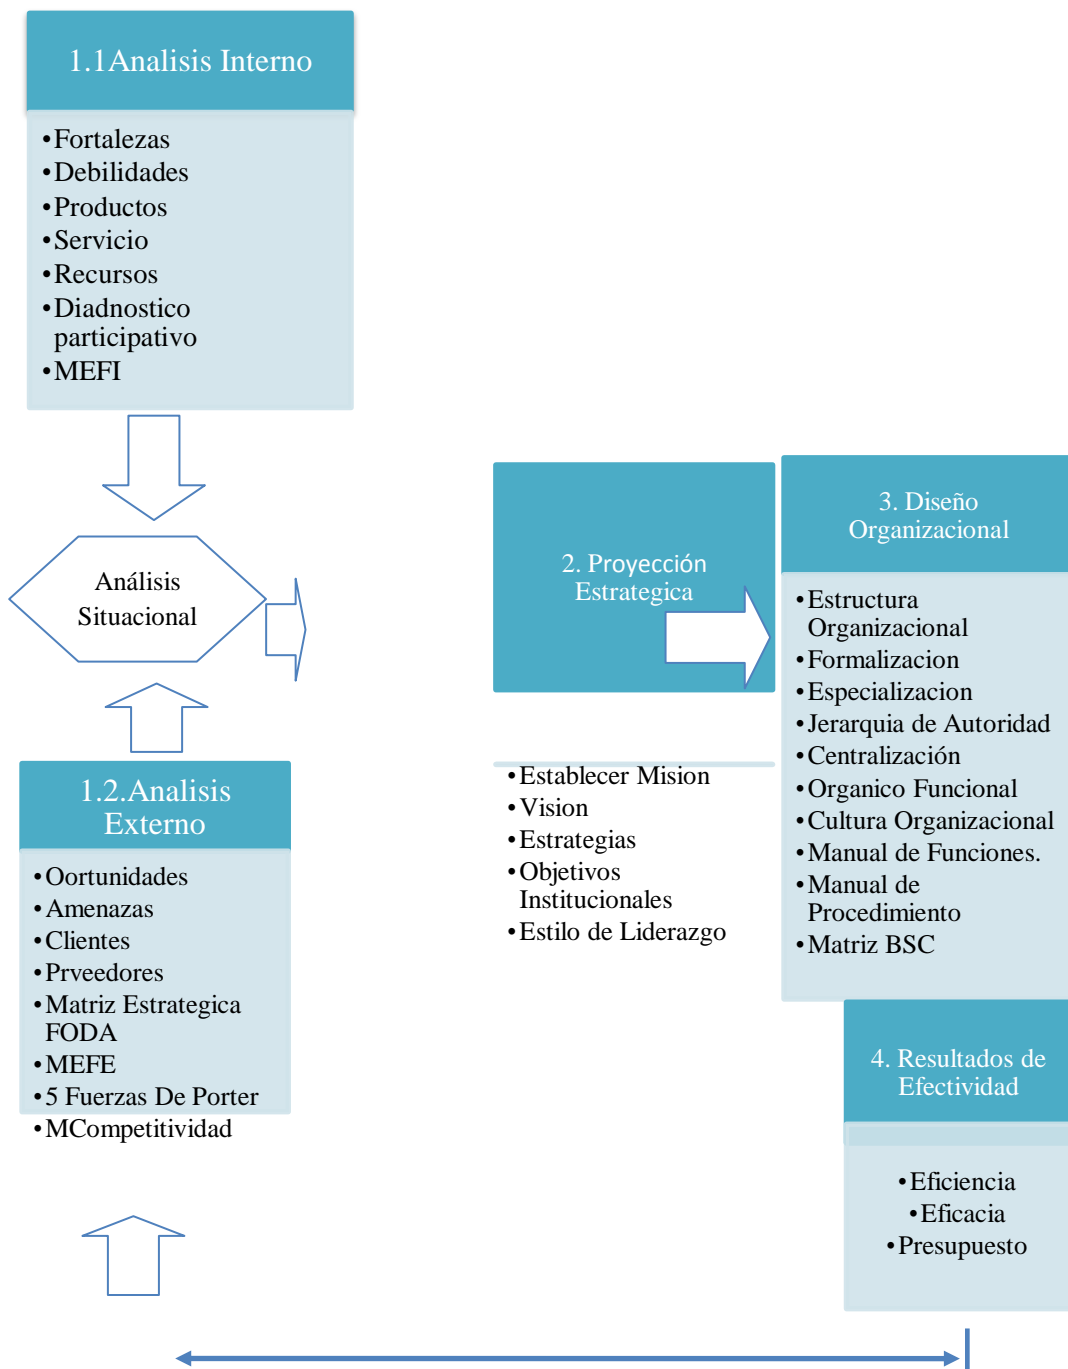 1.1Analisis Interno
•Fortalezas
•Debilidades
•Productos
•Servicio
•Recursos
•Diadnostico
participativo
•MEFI
Análisis
Situacional
1.2.Analisis
Externo
•Oortunidades
•Amenazas
•Clientes
•Prveedores
•Matriz Estrategica
FODA
•MEFE
•5 Fuerzas De Porter
•MCompetitividad
2. Proyección
Estrategica
•Establecer Mision
•Vision
•Estrategias
•Objetivos
Institucionales
•Estilo de Liderazgo
3. Diseño
Organizacional
•Estructura
Organizacional
•Formalizacion
•Especializacion
•Jerarquia de Autoridad
•Centralización
•Organico Funcional
•Cultura Organizacional
•Manual de Funciones.
•Manual de
Procedimiento
•Matriz BSC
4. Resultados de
Efectividad
•Eficiencia
•Eficacia
•Presupuesto